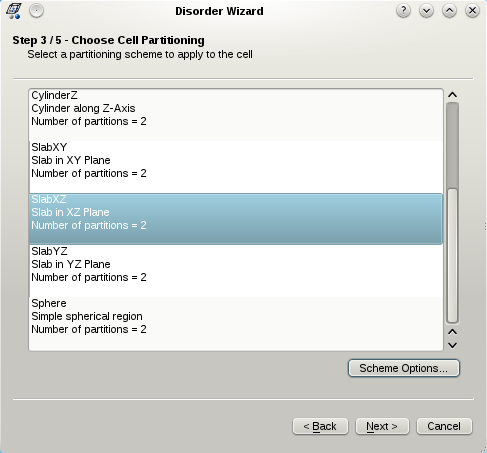 Disorder Wizard
Step 3 / 5 - Choose Cell Partitioning
Select a partitioning scheme to apply to the cell
CylinderZ
Cylinder along Z-Axis
Number of partitions = 2
SlabXY
Slab in XY Plane
Number of partitions = 2
SlabXZ
Slab in XZ Plane
Number of partitions = 2
SlabYZ
Slab in YZ Plane
Number of partitions = 2
Sphere
Simple spherical region
Number of partitions = 2
Scheme Options...
< Back Next > Cancel